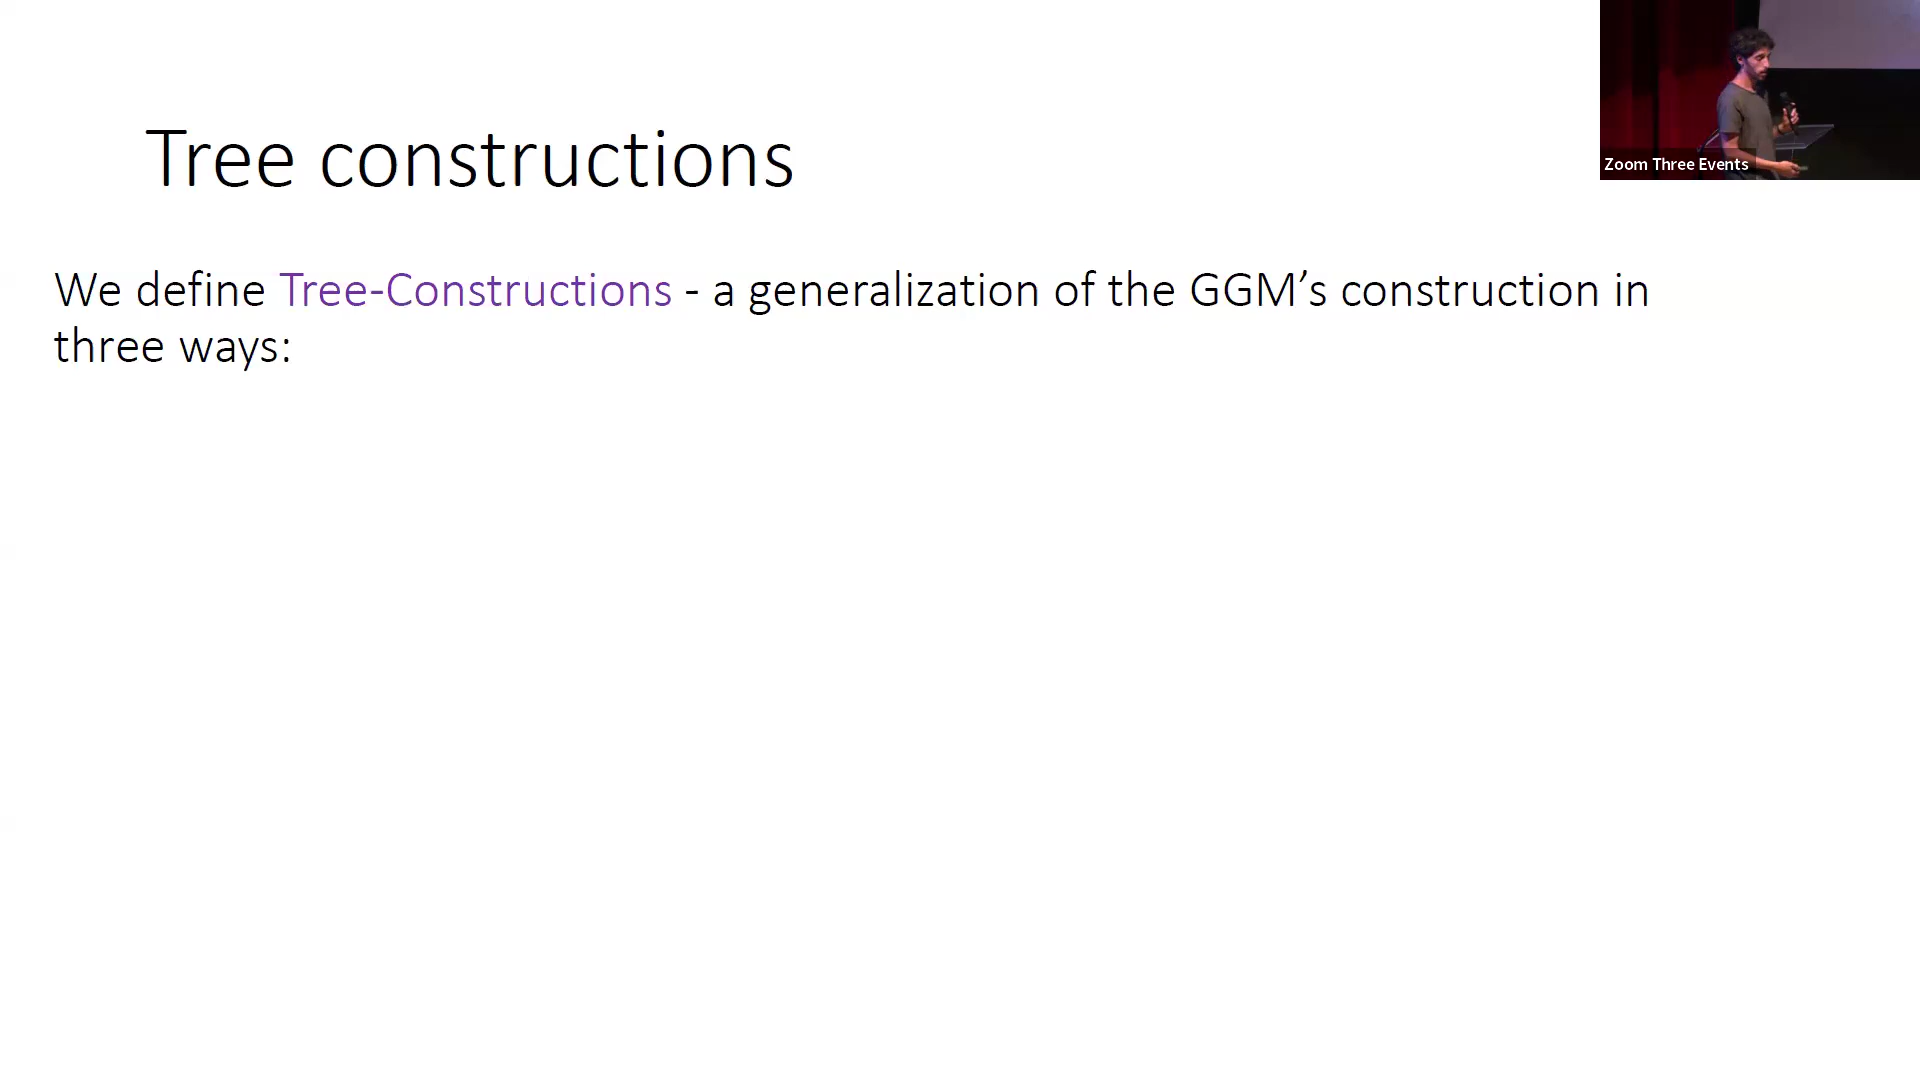 Tree constructions
We define Tree-Constructions - a generalization of the GGM’s construction in
three ways:
Zoom Three Events